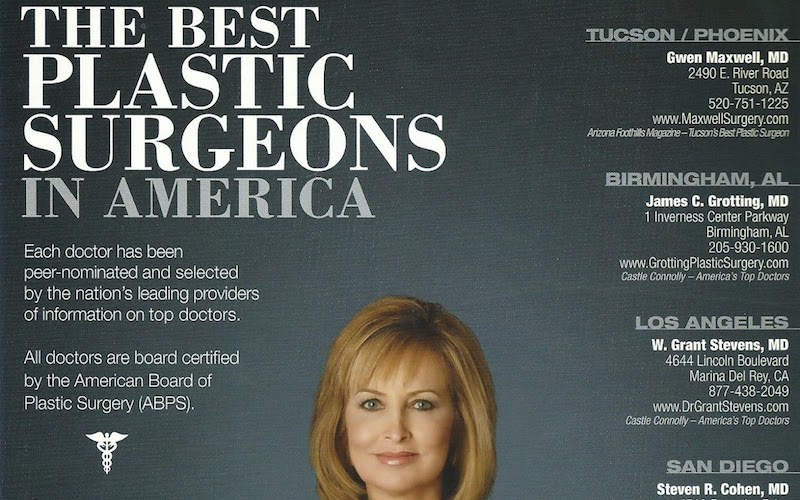 THE BEST
PLASTIC
SURGEONS
IN AMERICA
Each doctor has been
peer-nominated and selected
by the nation's leading providers
of information on top doctors.
All doctors are board certified
by the American Board of
Plastic Surgery (ABPS).
TUCSON / PHOENIX
Gwen Maxwell, MD
2490 E. River Road
Tucson, AZ
520-751-1225
www.MaxwellSurgery.com
Arizona Foothills Magazine – Tucson's Best Plastic Surgeon
BIRMINGHAM, AL
James C. Grotting, MD
1 Inverness Center Parkway
Birmingham, AL
205-930-1600
www.GrottingPlasticSurgery.com
Castle Connolly – America's Top Doctors
LOS ANGELES
W. Grant Stevens, MD
4644 Lincoln Boulevard
Marina Del Rey, CA
877-438-2049
www.DrGrantStevens.com
Castle Connolly – America's Top Doctors
SAN DIEGO
Steven R. Cohen, MD